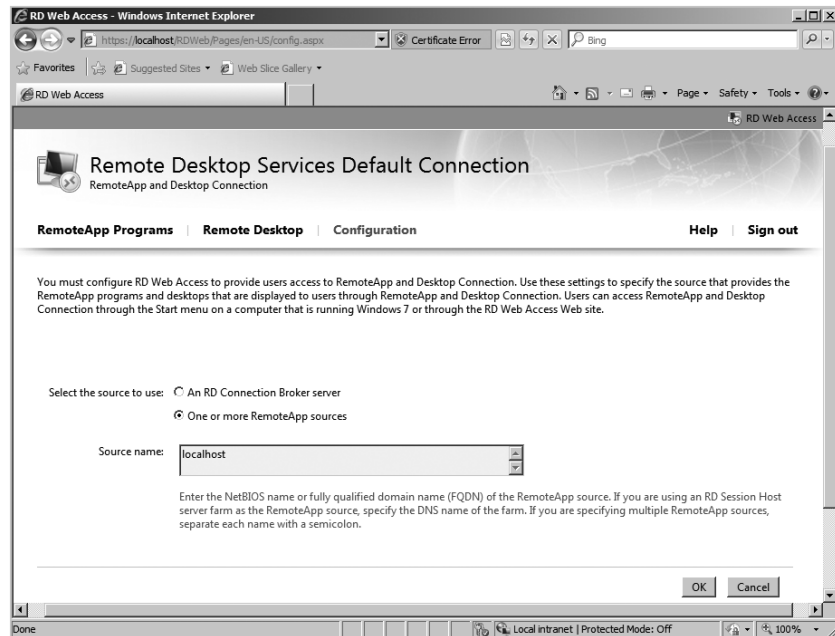 RD Web Access - Windows Internet Explorer
https://localhost/RDWeb/Pages/en-US/config.aspx
Certificate Error
Bing
Favorites
Suggested Sites
Web Slice Gallery
RD Web Access
Page
Safety
Tools
RD Web Access
Remote Desktop Services Default Connection
RemoteApp and Desktop Connection
RemoteApp Programs | Remote Desktop | Configuration
Help | Sign out
You must configure RD Web Access to provide users access to RemoteApp and Desktop Connection. Use these settings to specify the source that provides the
RemoteApp programs and desktops that are displayed to users through RemoteApp and Desktop Connection. Users can access RemoteApp and Desktop
Connection through the Start menu on a computer that is running Windows 7 or through the RD Web Access Web site.
Select the source to use:
An RD Connection Broker server
One or more RemoteApp sources
Source name:
localhost
Enter the NetBIOS name or fully qualified domain name (FQDN) of the RemoteApp source. If you are using an RD Session Host
server farm as the RemoteApp source, specify the DNS name of the farm. If you are specifying multiple RemoteApp sources,
separate each name with a semicolon.
OK
Cancel
Done
Local intranet | Protected Mode: Off
100%